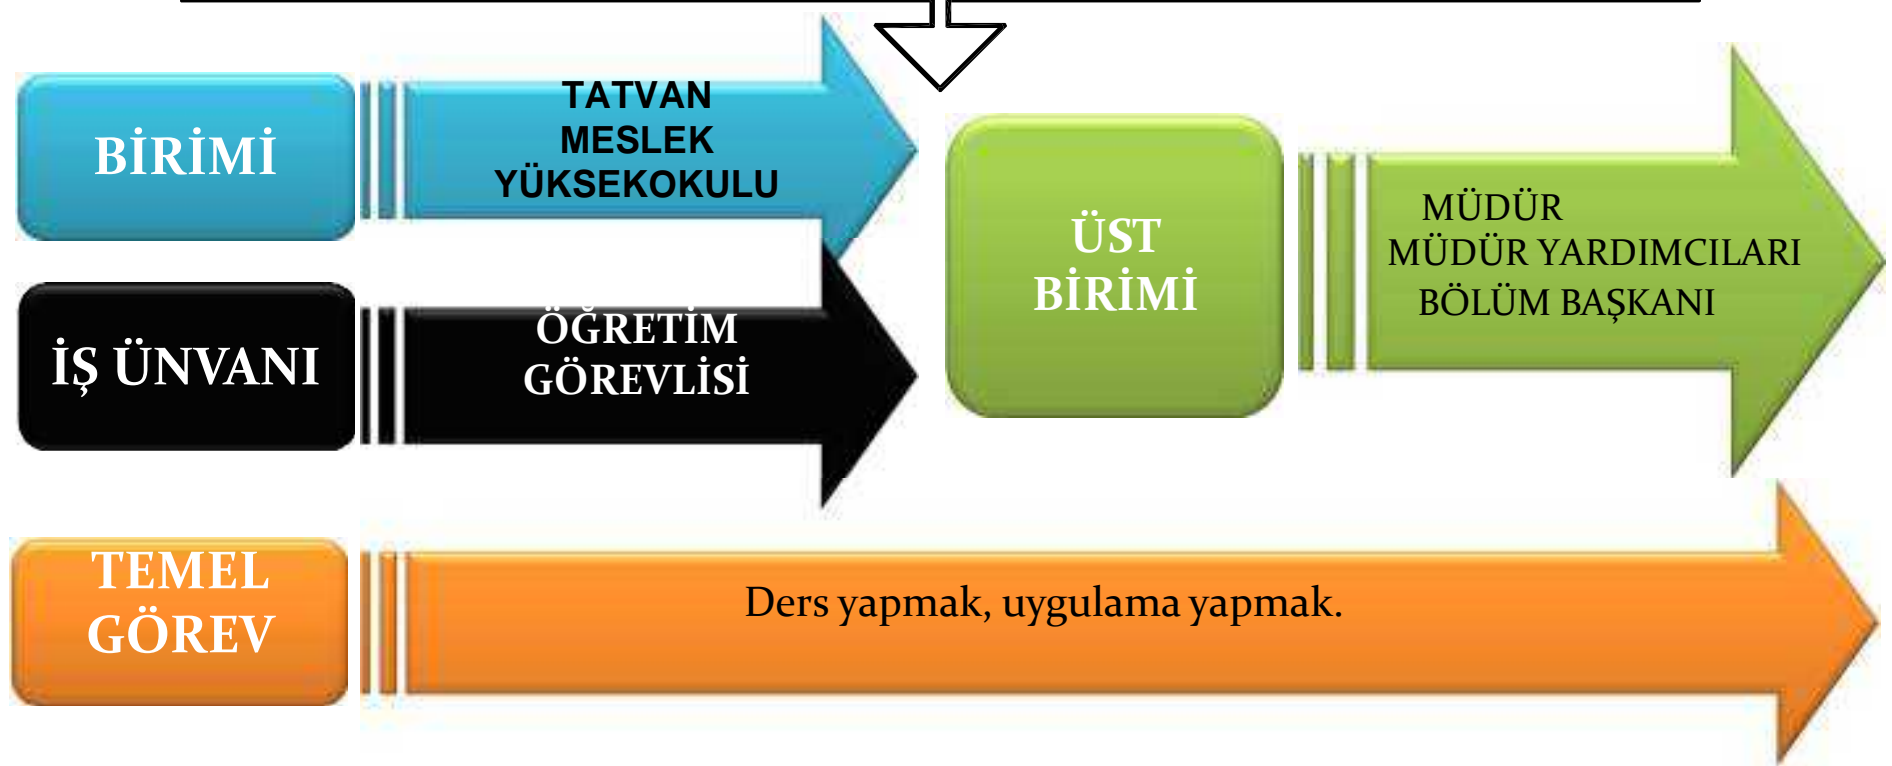 BİRİMİ
TATVAN
MESLEK
YÜKSEKOKULU
İŞ ÜNVANI
ÖĞRETİM
GÖREVLİSİ
ÜST
BİRİMİ
MÜDÜR
MÜDÜR YARDIMCILARI
BÖLÜM BAŞKANI
TEMEL
GÖREV
Ders yapmak, uygulama yapmak.